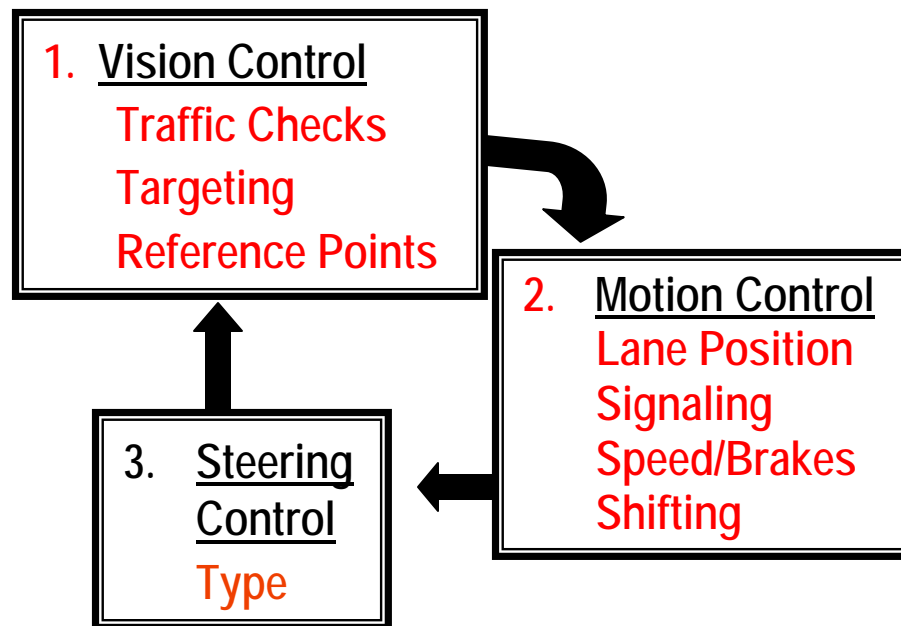 1. Vision Control
Traffic Checks
Targeting
Reference Points
2. Motion Control
Lane Position
Signaling
Speed/Brakes
Shifting
3. Steering
Control
Type